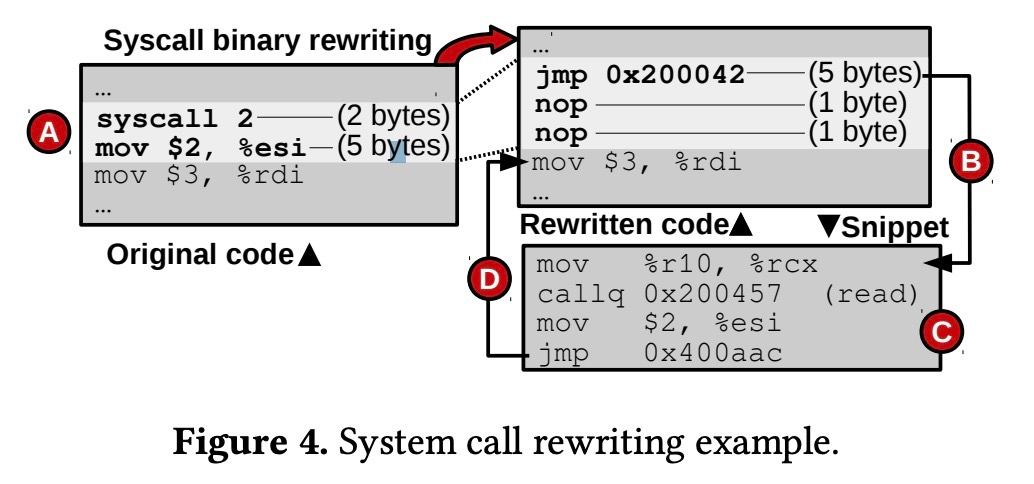 Syscall binary rewriting
A
...
syscall 2 (2 bytes)
mov $2, %esi (5 bytes)
mov $3, %rdi
...
Original code▲
...
jmp 0x200042 (5 bytes)
nop (1 byte)
nop (1 byte)
mov $3, %rdi
...
B
Rewritten code▲ ▼Snippet
mov %r10, %rcx
callq 0x200457 (read)
mov $2, %esi
jmp 0x400aac
D
C
Figure 4. System call rewriting example.